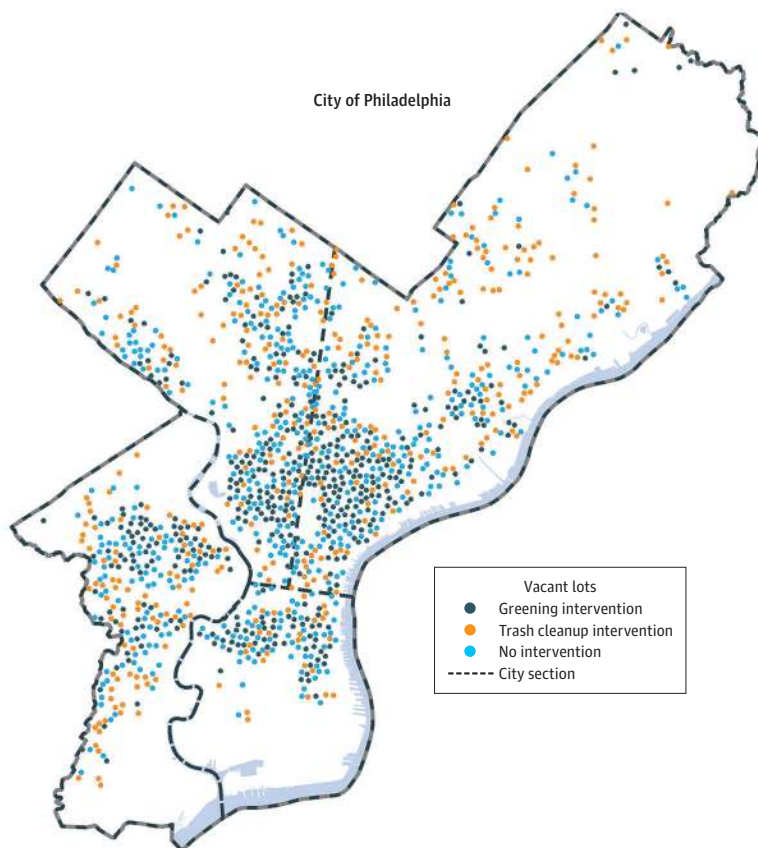 City of Philadelphia
Vacant lots
Greening intervention
Trash cleanup intervention
No intervention
City section